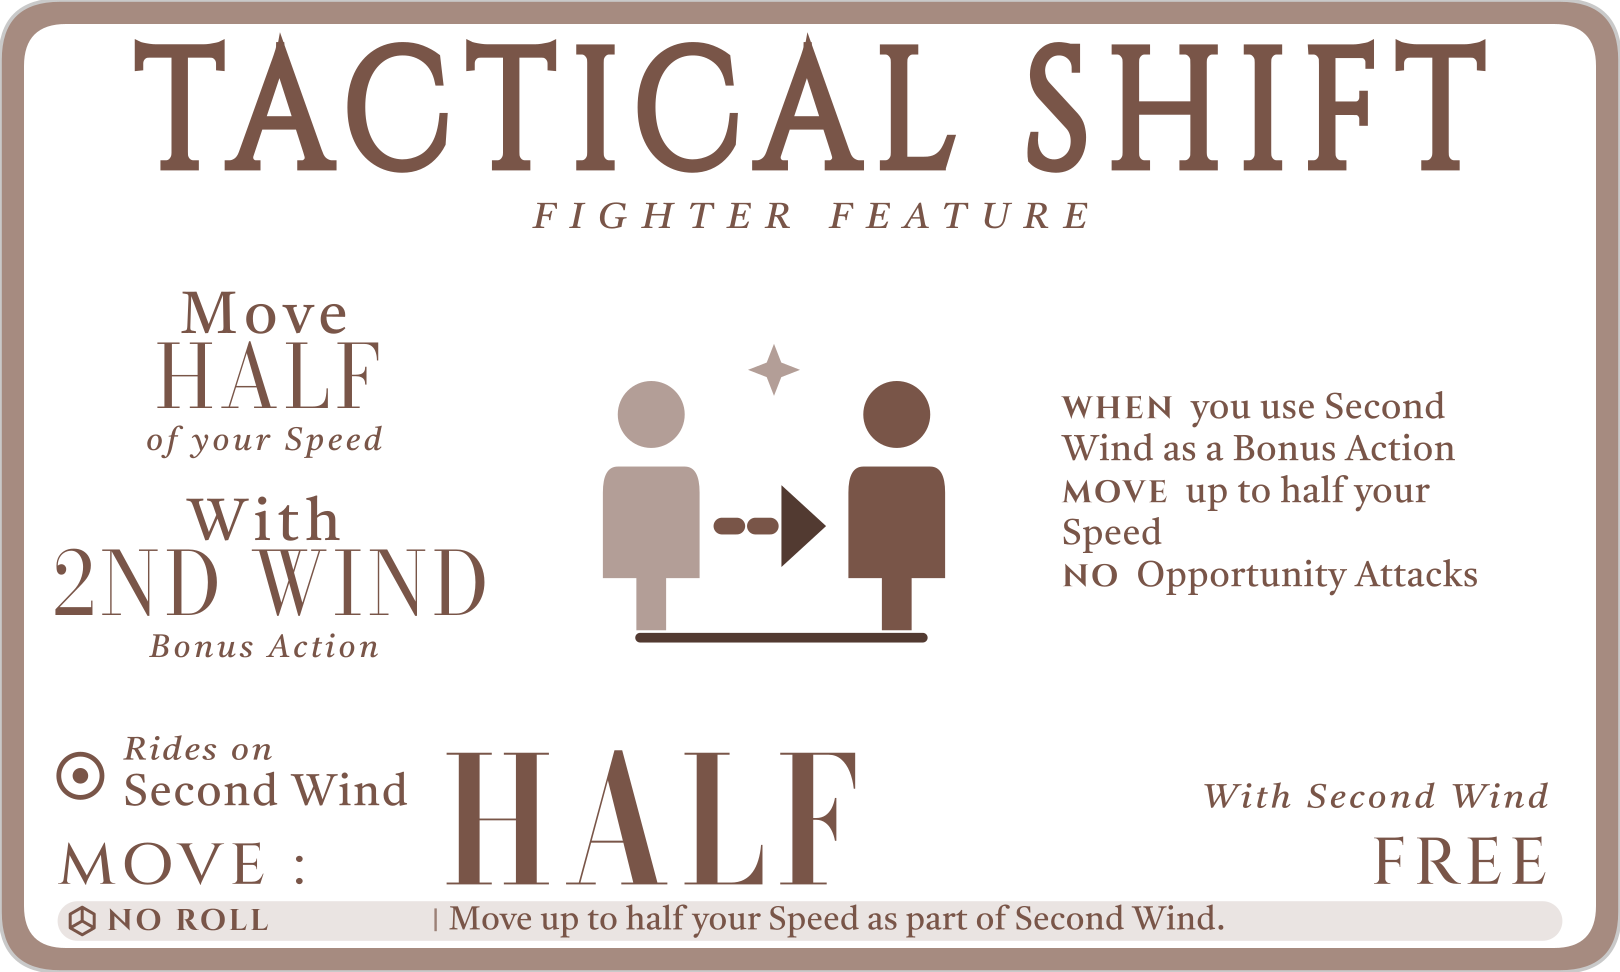 TACTICAL SHIFT
FIGHTER FEATURE
Move
HALF
of your Speed
With
2ND WIND
Bonus Action
WHEN you use Second
Wind as a Bonus Action
MOVE up to half your
Speed
NO Opportunity Attacks
Rides on
Second Wind
MOVE :
HALF
With Second Wind
FREE
NO ROLL
| Move up to half your Speed as part of Second Wind.